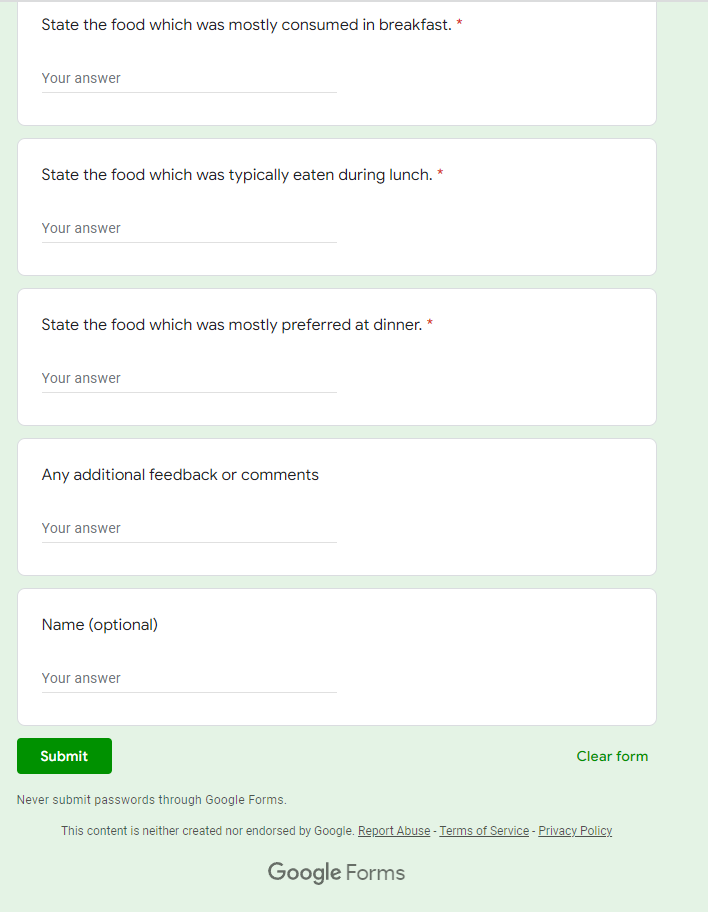 State the food which was mostly consumed in breakfast. *
Your answer
State the food which was typically eaten during lunch. *
Your answer
State the food which was mostly preferred at dinner. *
Your answer
Any additional feedback or comments
Your answer
Name (optional)
Your answer
Submit
Clear form
Never submit passwords through Google Forms.
This content is neither created nor endorsed by Google. Report Abuse - Terms of Service - Privacy Policy
Google Forms